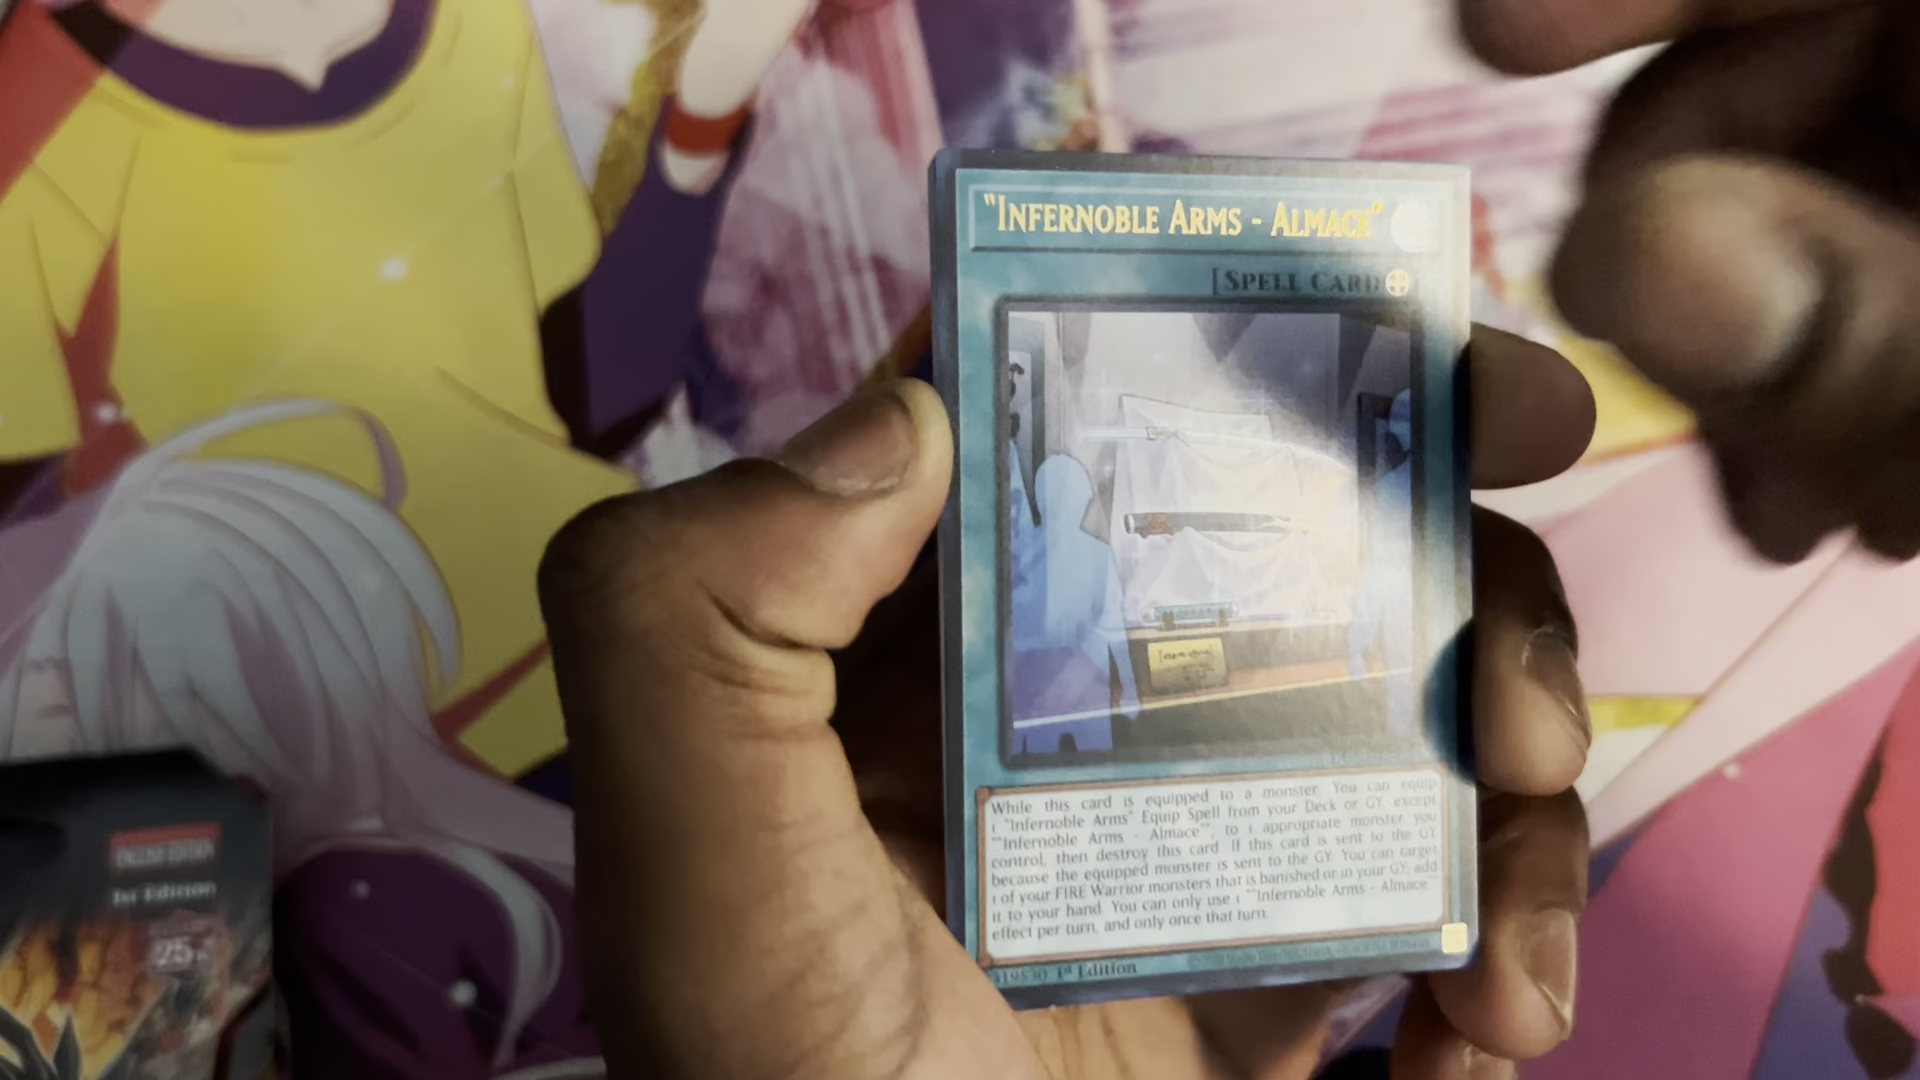 "INFERNOBLE ARMS - ALMACE"
[SPELL CARD
While this card is equipped to a monster: You can equip
1 "Infernoble Arms" Equip Spell from your Deck or GY, except
""Infernoble Arms - Almace"", to 1 appropriate monster you
control, then destroy this card. If this card is sent to the GY
because the equipped monster is sent to the GY: You can target
1 of your FIRE Warrior monsters that is banished or in your GY; add
it to your hand. You can only use 1 ""Infernoble Arms - Almace""
effect per turn, and only once that turn.
1st Edition
ENGLISH EDITION
1st Edition
25